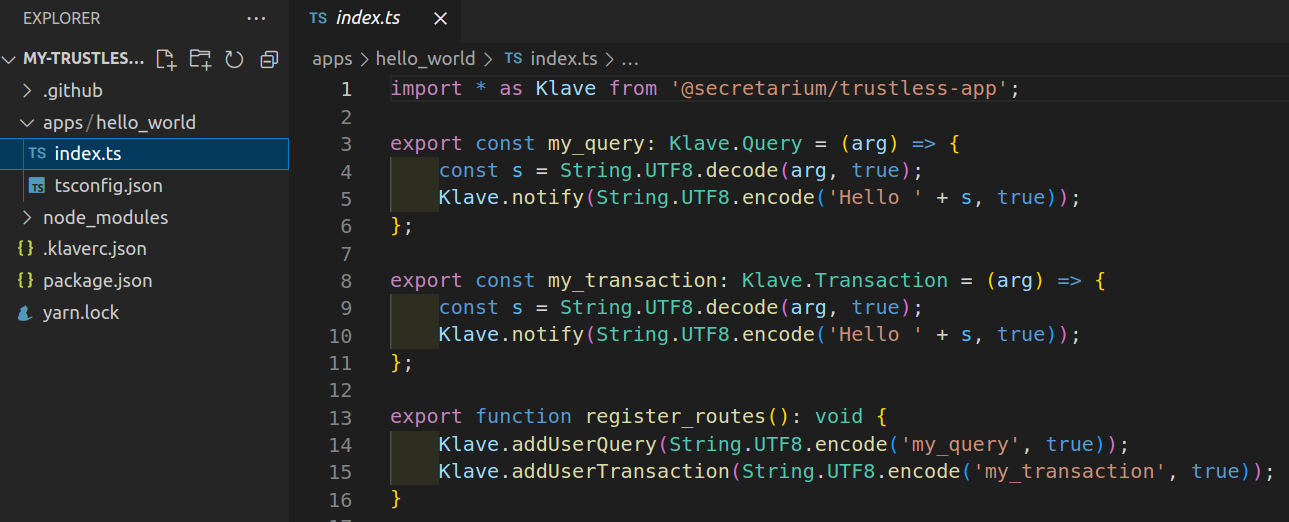 EXPLORER
MY-TRUSTLES...
.github
apps/hello_world
TS index.ts
TS tsconfig.json
node_modules
{} .klaverc.json
{} package.json
yarn.lock
TS index.ts
apps > hello_world > TS index.ts > ...
1 import * as Klave from '@secretarium/trustless-app';
2
3 export const my_query: Klave.Query = (arg) => {
4     const s = String.UTF8.decode(arg, true);
5     Klave.notify(String.UTF8.encode('Hello ' + s, true));
6 };
7
8 export const my_transaction: Klave.Transaction = (arg) => {
9     const s = String.UTF8.decode(arg, true);
10     Klave.notify(String.UTF8.encode('Hello ' + s, true));
11 };
12
13 export function register_routes(): void {
14     Klave.addUserQuery(String.UTF8.encode('my_query', true));
15     Klave.addUserTransaction(String.UTF8.encode('my_transaction', true));
16 }